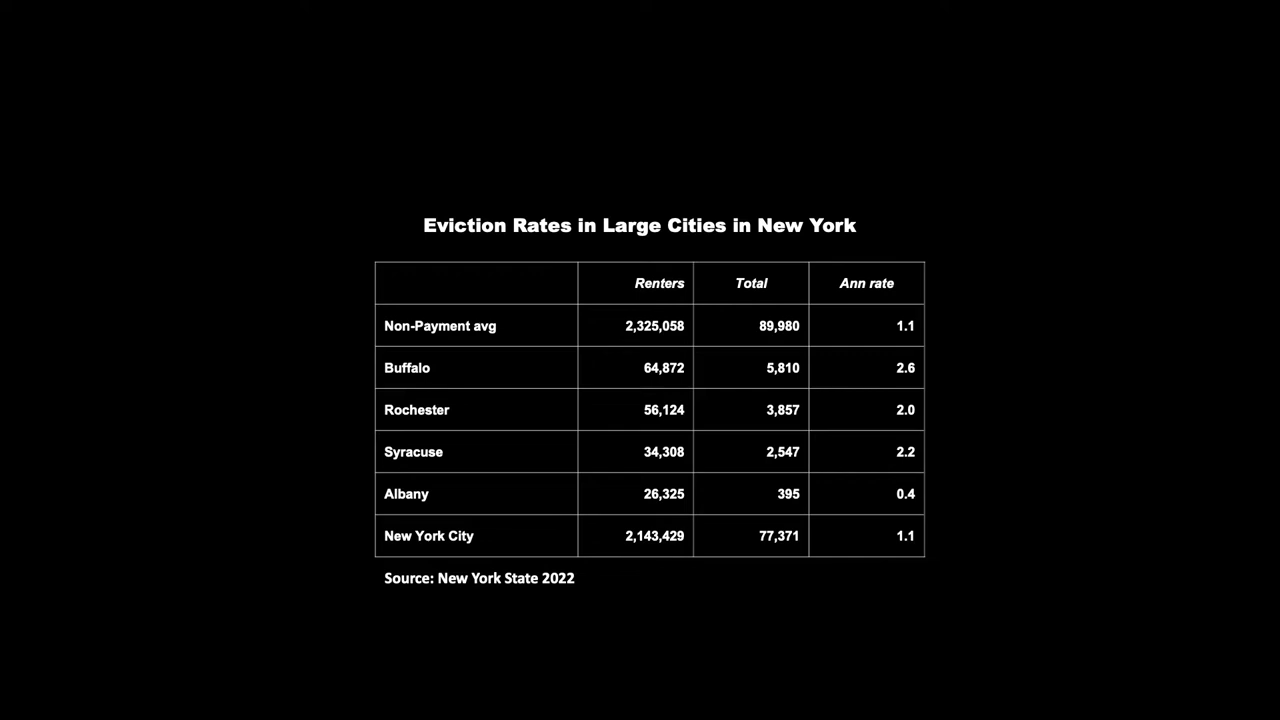 Eviction Rates in Large Cities in New York
Renters Total Ann rate
Non-Payment avg 2,325,058 89,980 1.1
Buffalo 64,872 5,810 2.6
Rochester 56,124 3,857 2.0
Syracuse 34,308 2,547 2.2
Albany 26,325 395 0.4
New York City 2,143,429 77,371 1.1
Source: New York State 2022